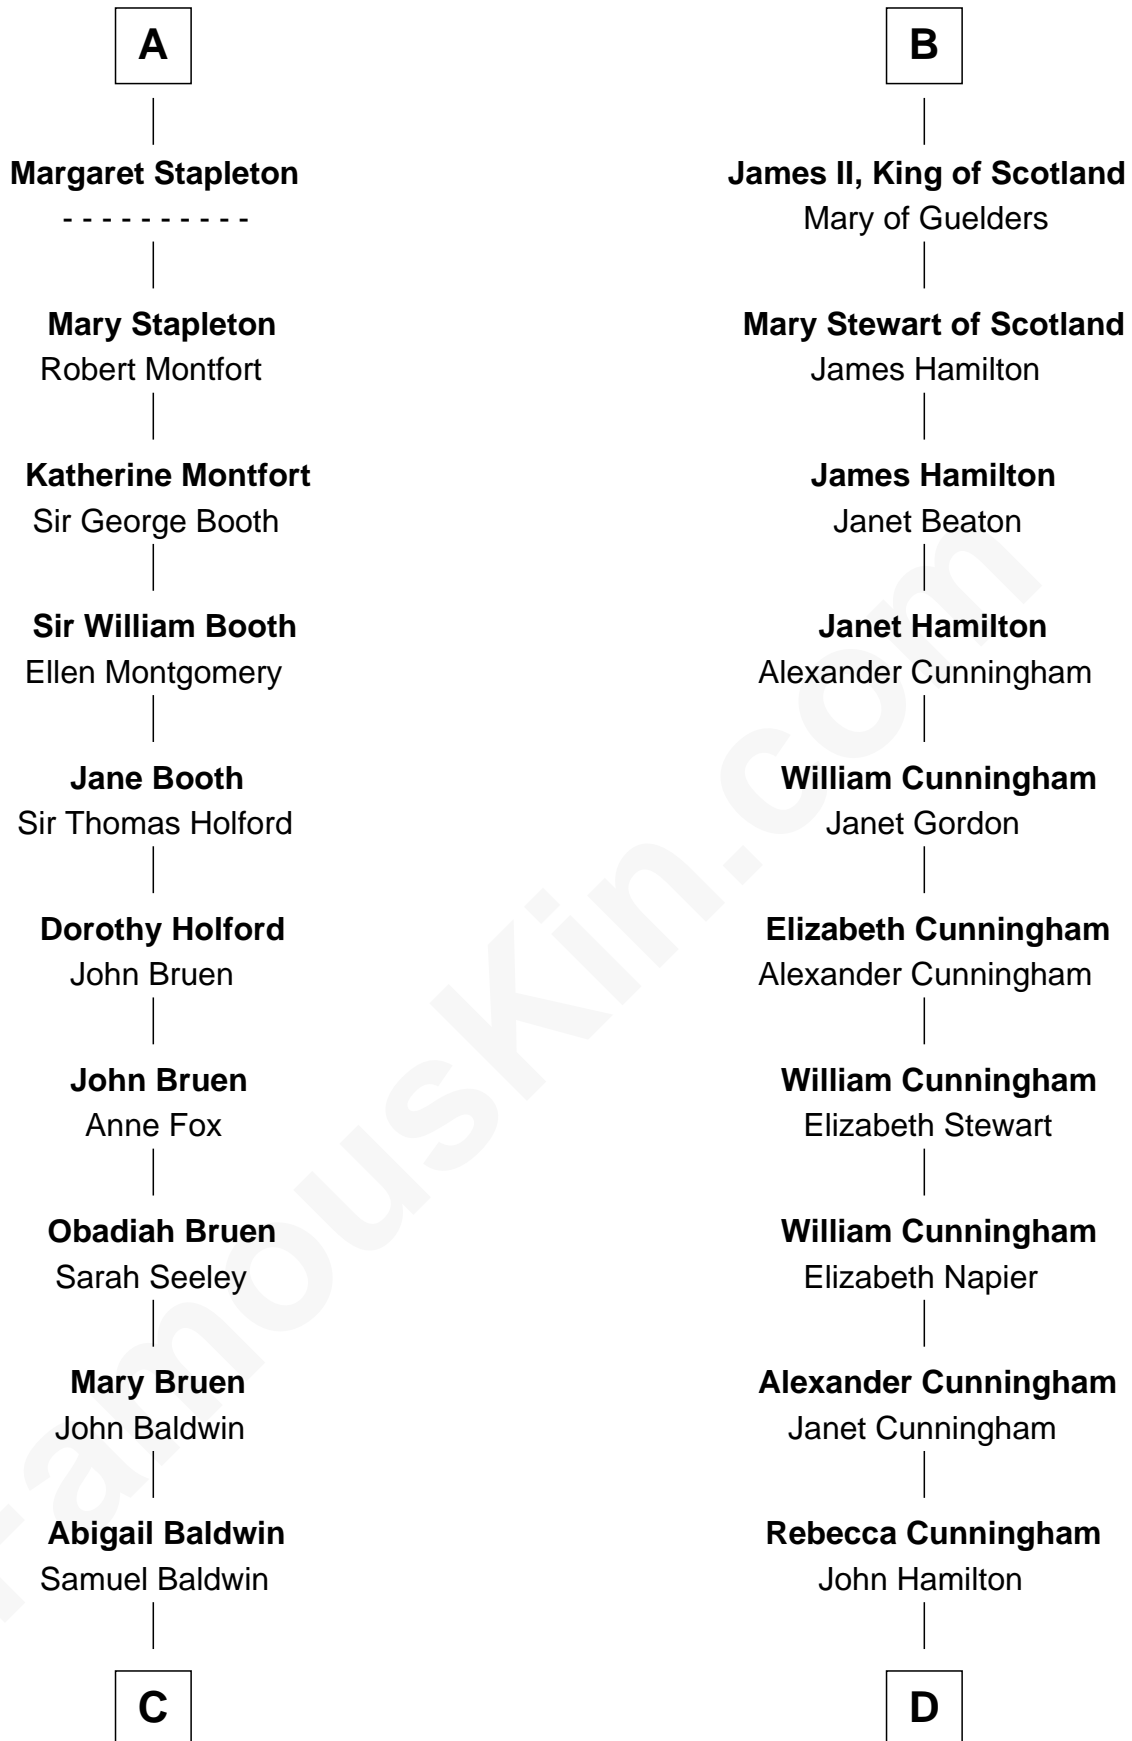 A
Margaret Stapleton
- - - - - - - - - -
Mary Stapleton
Robert Montfort
Katherine Montfort
Sir George Booth
Sir William Booth
Ellen Montgomery
Jane Booth
Sir Thomas Holford
Dorothy Holford
John Bruen
John Bruen
Anne Fox
Obadiah Bruen
Sarah Seeley
Mary Bruen
John Baldwin
Abigail Baldwin
Samuel Baldwin
C
B
James II, King of Scotland
Mary of Guelders
Mary Stewart of Scotland
James Hamilton
James Hamilton
Janet Beaton
Janet Hamilton
Alexander Cunningham
William Cunningham
Janet Gordon
Elizabeth Cunningham
Alexander Cunningham
William Cunningham
Elizabeth Stewart
William Cunningham
Elizabeth Napier
Alexander Cunningham
Janet Cunningham
Rebecca Cunningham
John Hamilton
D
FamousKin.com